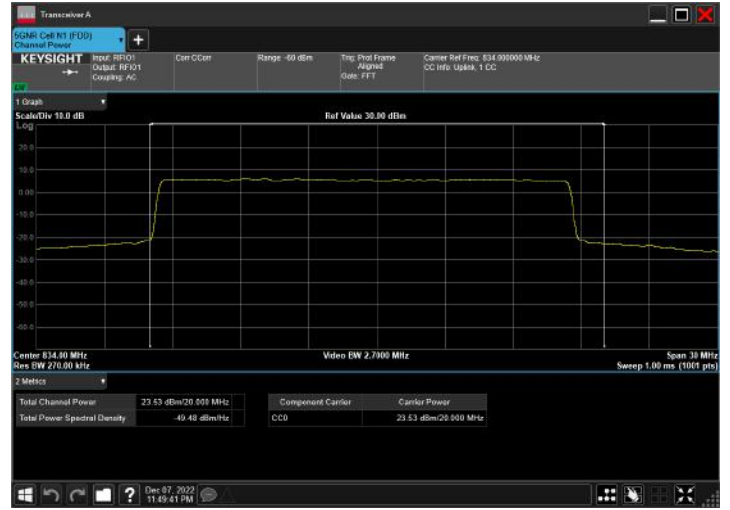 Transceiver A
5GNR Cell N1 (FDD)
Channel Power
KEYSIGHT
Input: RFIO1
Output: RFIO1
Coupling: AC
Corr CCorr
Range -60 dBm
Trig: Prot Frame
Aligned
Gate: FFT
Carrier Ref Freq: 834.000000 MHz
CC Info: Uplink, 1 CC
1 Graph
Scale/Div 10.0 dB
Ref Value 30.00 dBm
Log
20.0
10.0
0.00
-10.0
-20.0
-30.0
-40.0
-50.0
-60.0
Center 834.00 MHz
Video BW 2.7000 MHz
Span 30 MHz
Res BW 270.00 kHz
Sweep 1.00 ms (1001 pts)
2 Metrics
Total Channel Power 23.53 dBm/20.000 MHz
Total Power Spectral Density -49.48 dBm/Hz
Component Carrier Carrier Power
CC0 23.53 dBm/20.000 MHz
Dec 07, 2022
11:49:41 PM